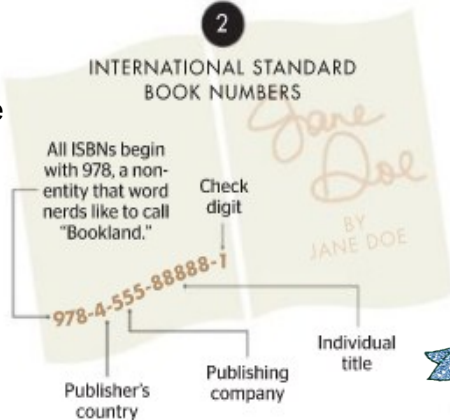 2
INTERNATIONAL STANDARD
BOOK NUMBERS
e
Jane
Doe
BY
JANE DOE
All ISBNs begin
with 978, a non-
entity that word
nerds like to call
"Bookland."
Check
digit
978-4-555-88888-1
Publisher's
country
Publishing
company
Individual
title